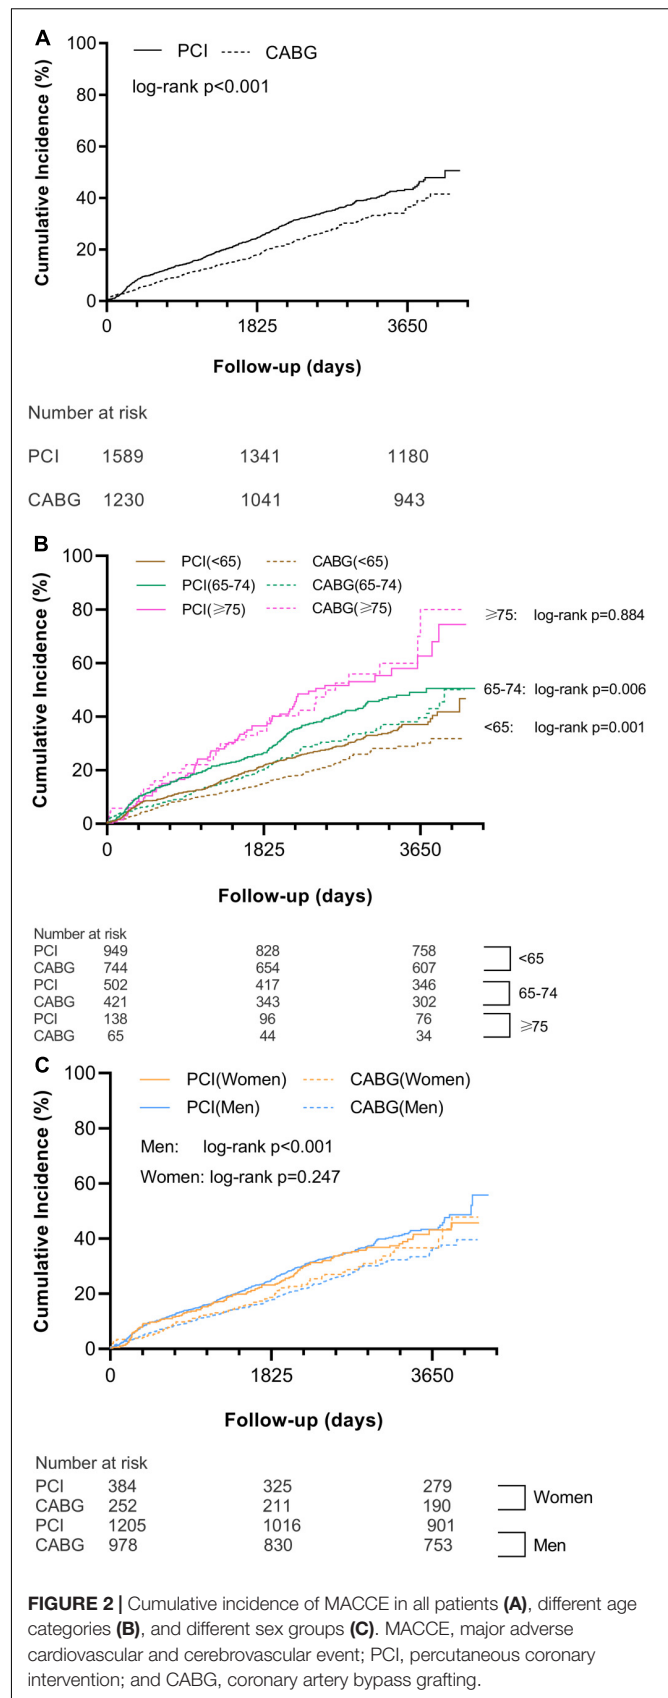 A
PCI CABG
log-rank p<0.001
100
80
60
40
20
0
Cumulative Incidence (%)
0 1825 3650
Follow-up (days)
Number at risk
PCI 1589 1341 1180
CABG 1230 1041 943
B
PCI(<65) CABG(<65)
PCI(65-74) CABG(65-74)
PCI(⩾75) CABG(⩾75)
100
80
60
40
20
0
Cumulative Incidence (%)
⩾75: log-rank p=0.884
65-74: log-rank p=0.006
<65: log-rank p=0.001
0 1825 3650
Follow-up (days)
Number at risk
PCI 949 828 758
CABG 744 654 607
<65
PCI 502 417 346
CABG 421 343 302
65-74
PCI 138 96 76
CABG 65 44 34
⩾75
C
PCI(Women) CABG(Women)
PCI(Men) CABG(Men)
Men: log-rank p<0.001
Women: log-rank p=0.247
100
80
60
40
20
0
Cumulative Incidence (%)
0 1825 3650
Follow-up (days)
Number at risk
PCI 384 325 279
CABG 252 211 190
Women
PCI 1205 1016 901
CABG 978 830 753
Men
FIGURE 2 | Cumulative incidence of MACCE in all patients (A), different age
categories (B), and different sex groups (C). MACCE, major adverse
cardiovascular and cerebrovascular event; PCI, percutaneous coronary
intervention; and CABG, coronary artery bypass grafting.